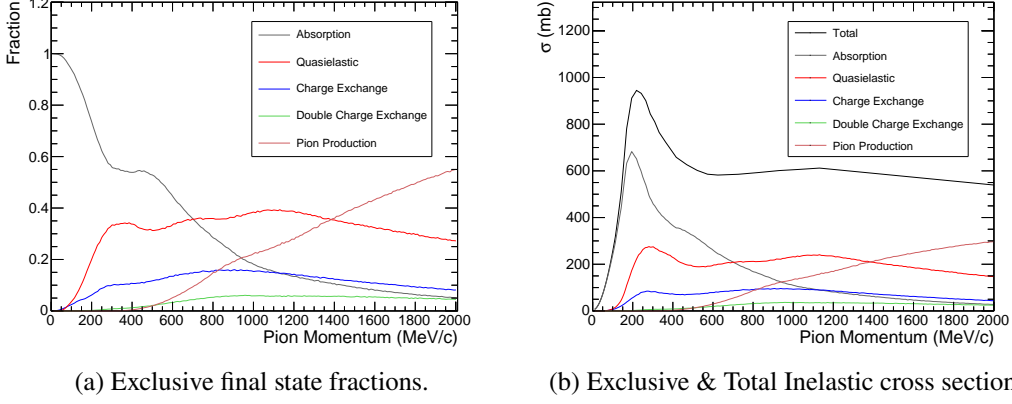 Fraction
1.2
1
0.8
0.6
0.4
0.2
0
Absorption
Quasielastic
Charge Exchange
Double Charge Exchange
Pion Production
0 200 400 600 800 1000 1200 1400 1600 1800 2000
Pion Momentum (MeV/c)
(a) Exclusive final state fractions.
σ (mb)
1200
1000
800
600
400
200
0
Total
Absorption
Quasielastic
Charge Exchange
Double Charge Exchange
Pion Production
0 200 400 600 800 1000 1200 1400 1600 1800 2000
Pion Momentum (MeV/c)
(b) Exclusive & Total Inelastic cross section